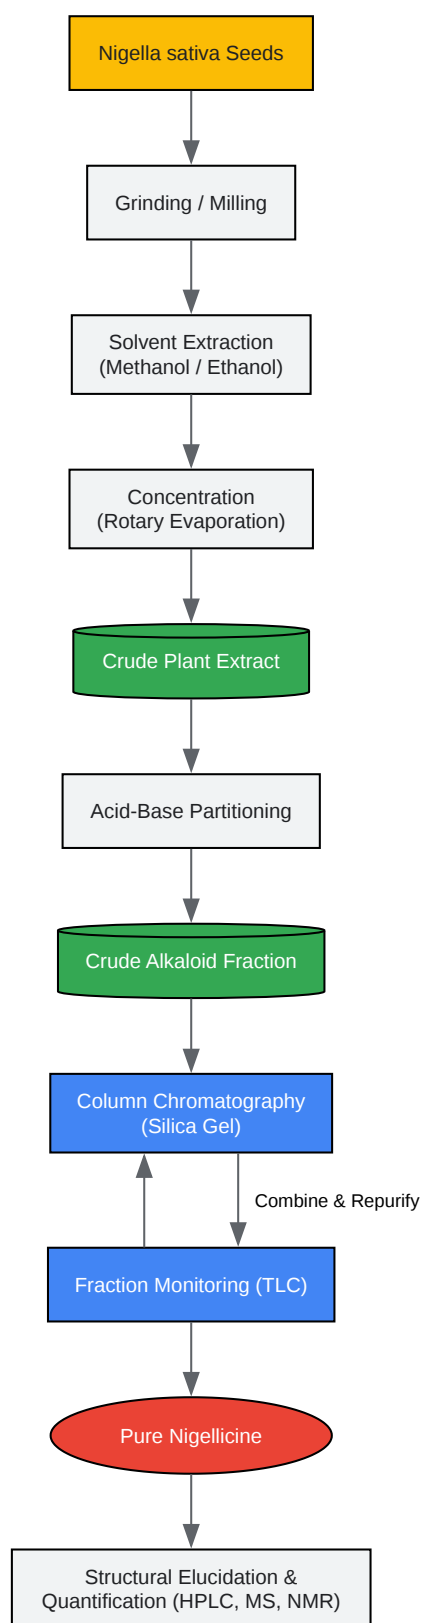 Nigella sativa Seeds
Grinding / Milling
Solvent Extraction
(Methanol / Ethanol)
Concentration
(Rotary Evaporation)
Crude Plant Extract
Acid-Base Partitioning
Crude Alkaloid Fraction
Column Chromatography
(Silica Gel)
Combine & Repurify
Fraction Monitoring (TLC)
Pure Nigellicine
Structural Elucidation &
Quantification (HPLC, MS, NMR)